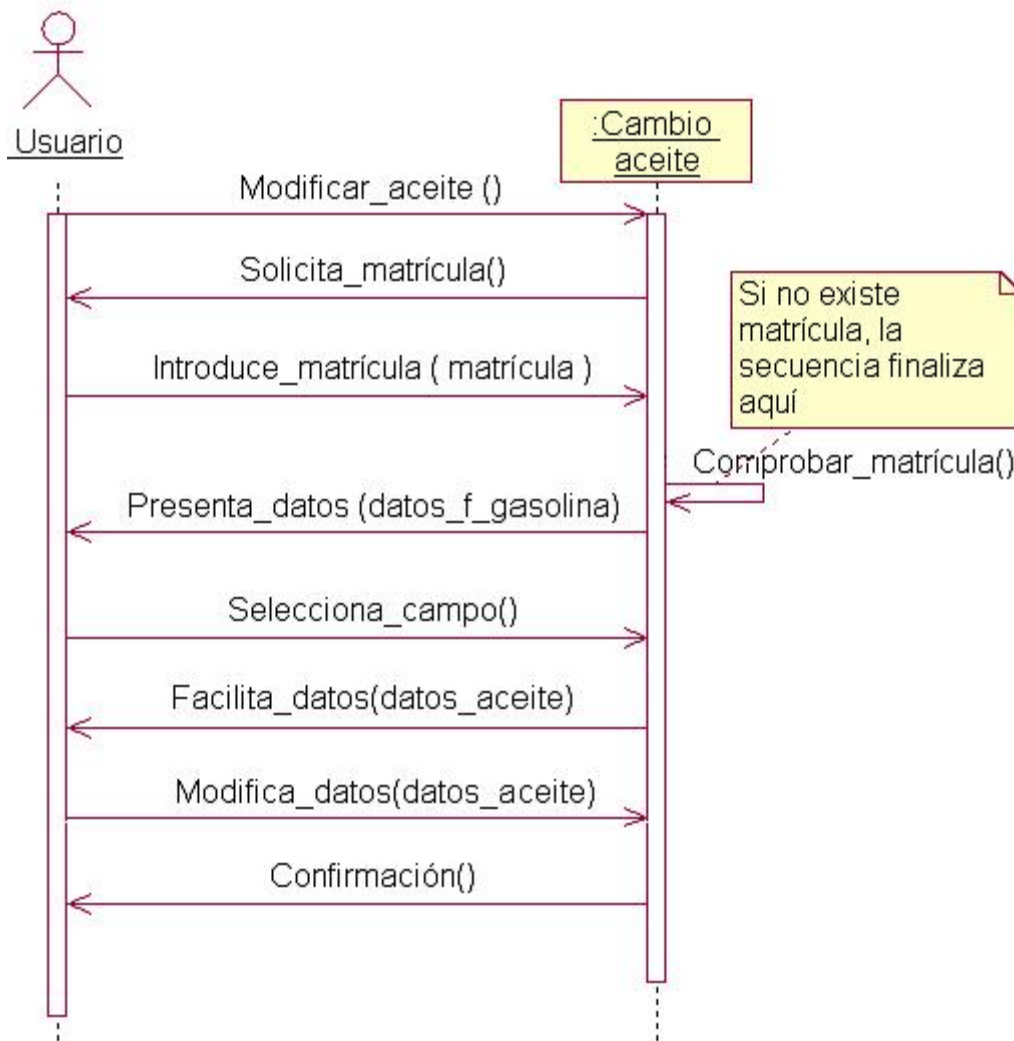 Usuario
:Cambio
aceite
Modificar_aceite ()
Solicita_matrícula()
Si no existe
matrícula, la
secuencia finaliza
aquí
Introduce_matrícula ( matrícula )
Comprobar_matrícula()
Presenta_datos (datos_f_gasolina)
Selecciona_campo()
Facilita_datos(datos_aceite)
Modifica_datos(datos_aceite)
Confirmación()